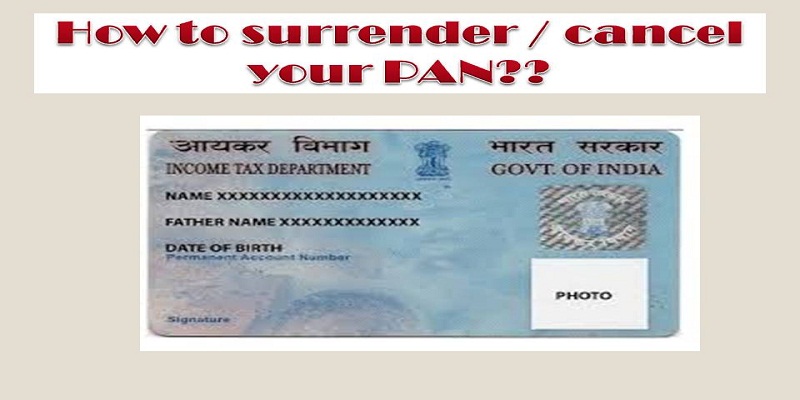 How to surrender / cancel
your PAN??
आयकर विभाग
भारत सरकार
INCOME TAX DEPARTMENT
GOVT. OF INDIA
NAME XXXXXXXXXXXXXXXXXXX
FATHER NAME XXXXXXXXXXXXX
DATE OF BIRTH
Permanent Account Number
PHOTO
Signature